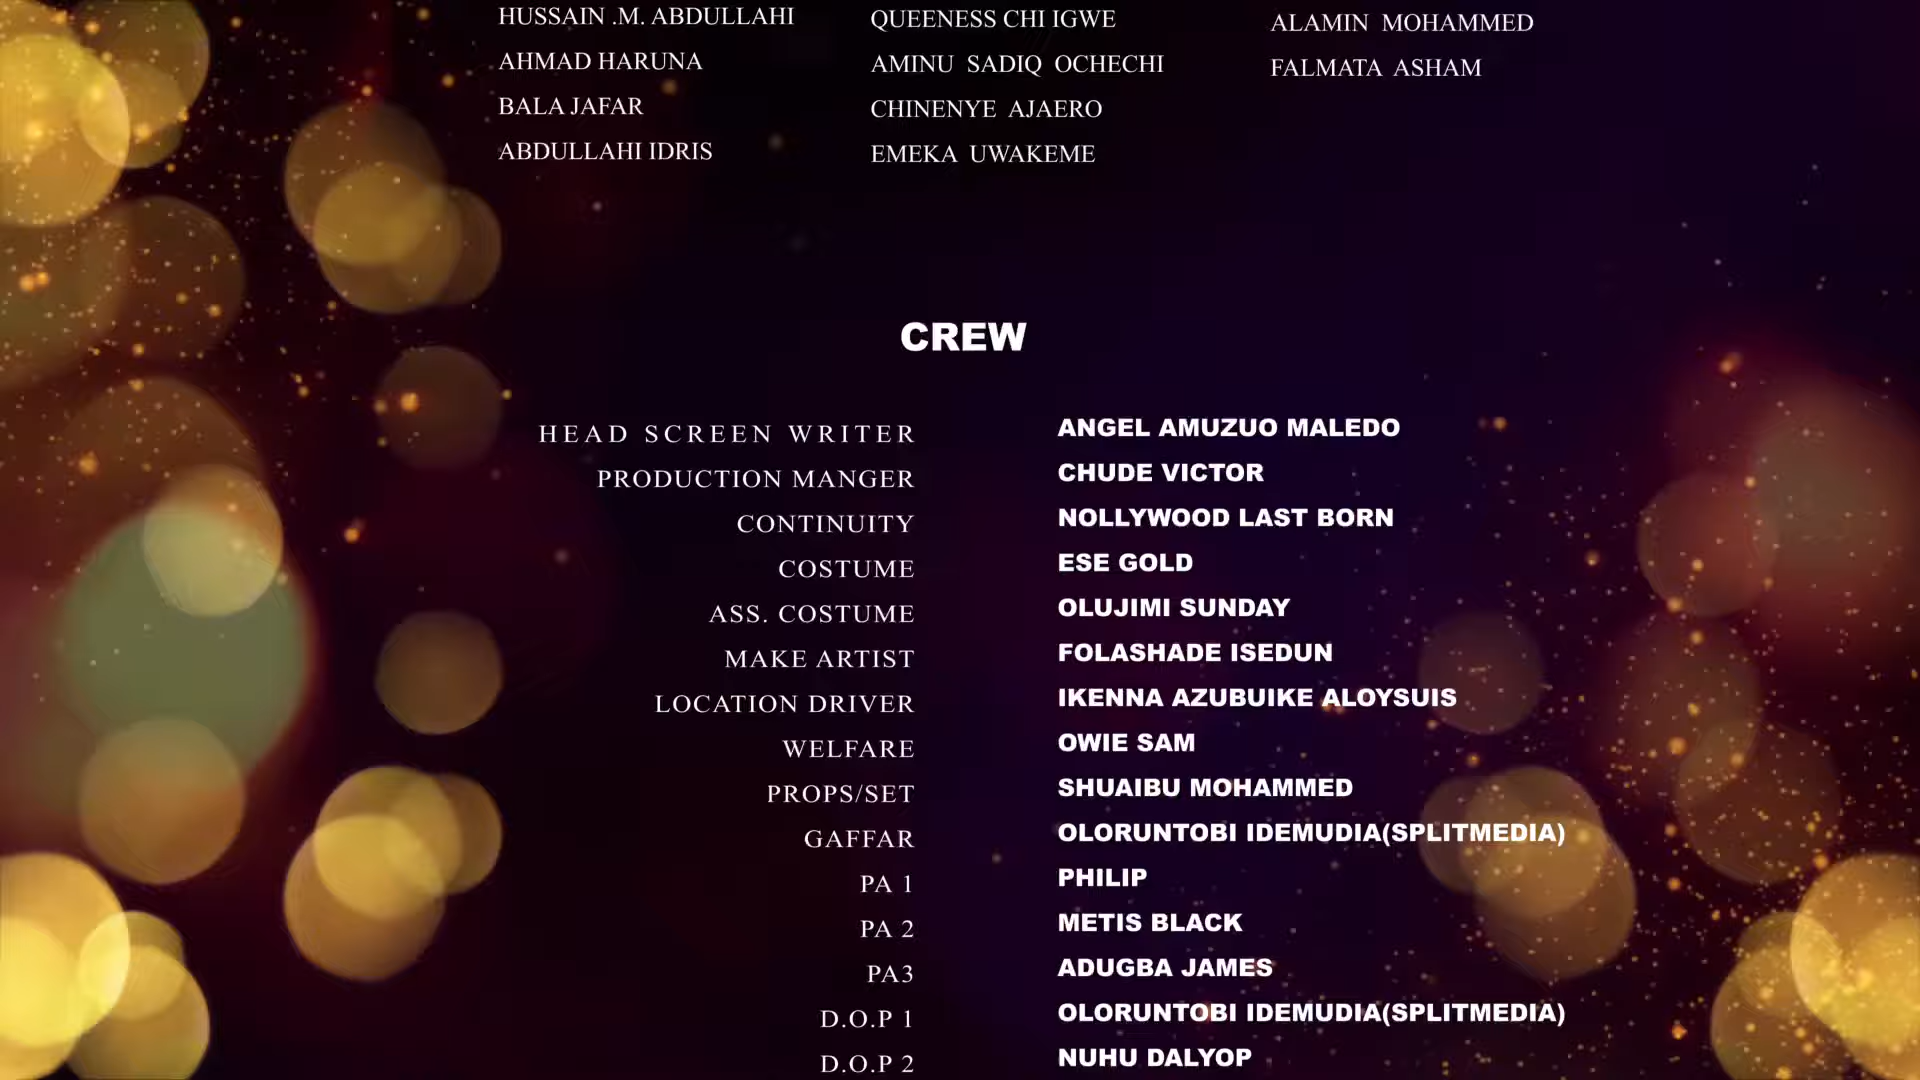 HUSSAIN .M. ABDULLAHI QUEENESS CHI IGWE ALAMIN MOHAMMED
AHMAD HARUNA AMINU SADIQ OCHECHI FALMATA ASHAM
BALA JAFAR CHINENYE AJAERO
ABDULLAHI IDRIS EMEKA UWAKEME
CREW
HEAD SCREEN WRITER ANGEL AMUZUO MALEDO
PRODUCTION MANGER CHUDE VICTOR
CONTINUITY NOLLYWOOD LAST BORN
COSTUME ESE GOLD
ASS. COSTUME OLUJIMI SUNDAY
MAKE ARTIST FOLASHADE ISEDUN
LOCATION DRIVER IKENNA AZUBUIKE ALOYSUIS
WELFARE OWIE SAM
PROPS/SET SHUAIBU MOHAMMED
GAFFAR OLORUNTOBI IDEMUDIA(SPLITMEDIA)
PA 1 PHILIP
PA 2 METIS BLACK
PA3 ADUGBA JAMES
D.O.P 1 OLORUNTOBI IDEMUDIA(SPLITMEDIA)
D.O.P 2 NUHU DALYOP